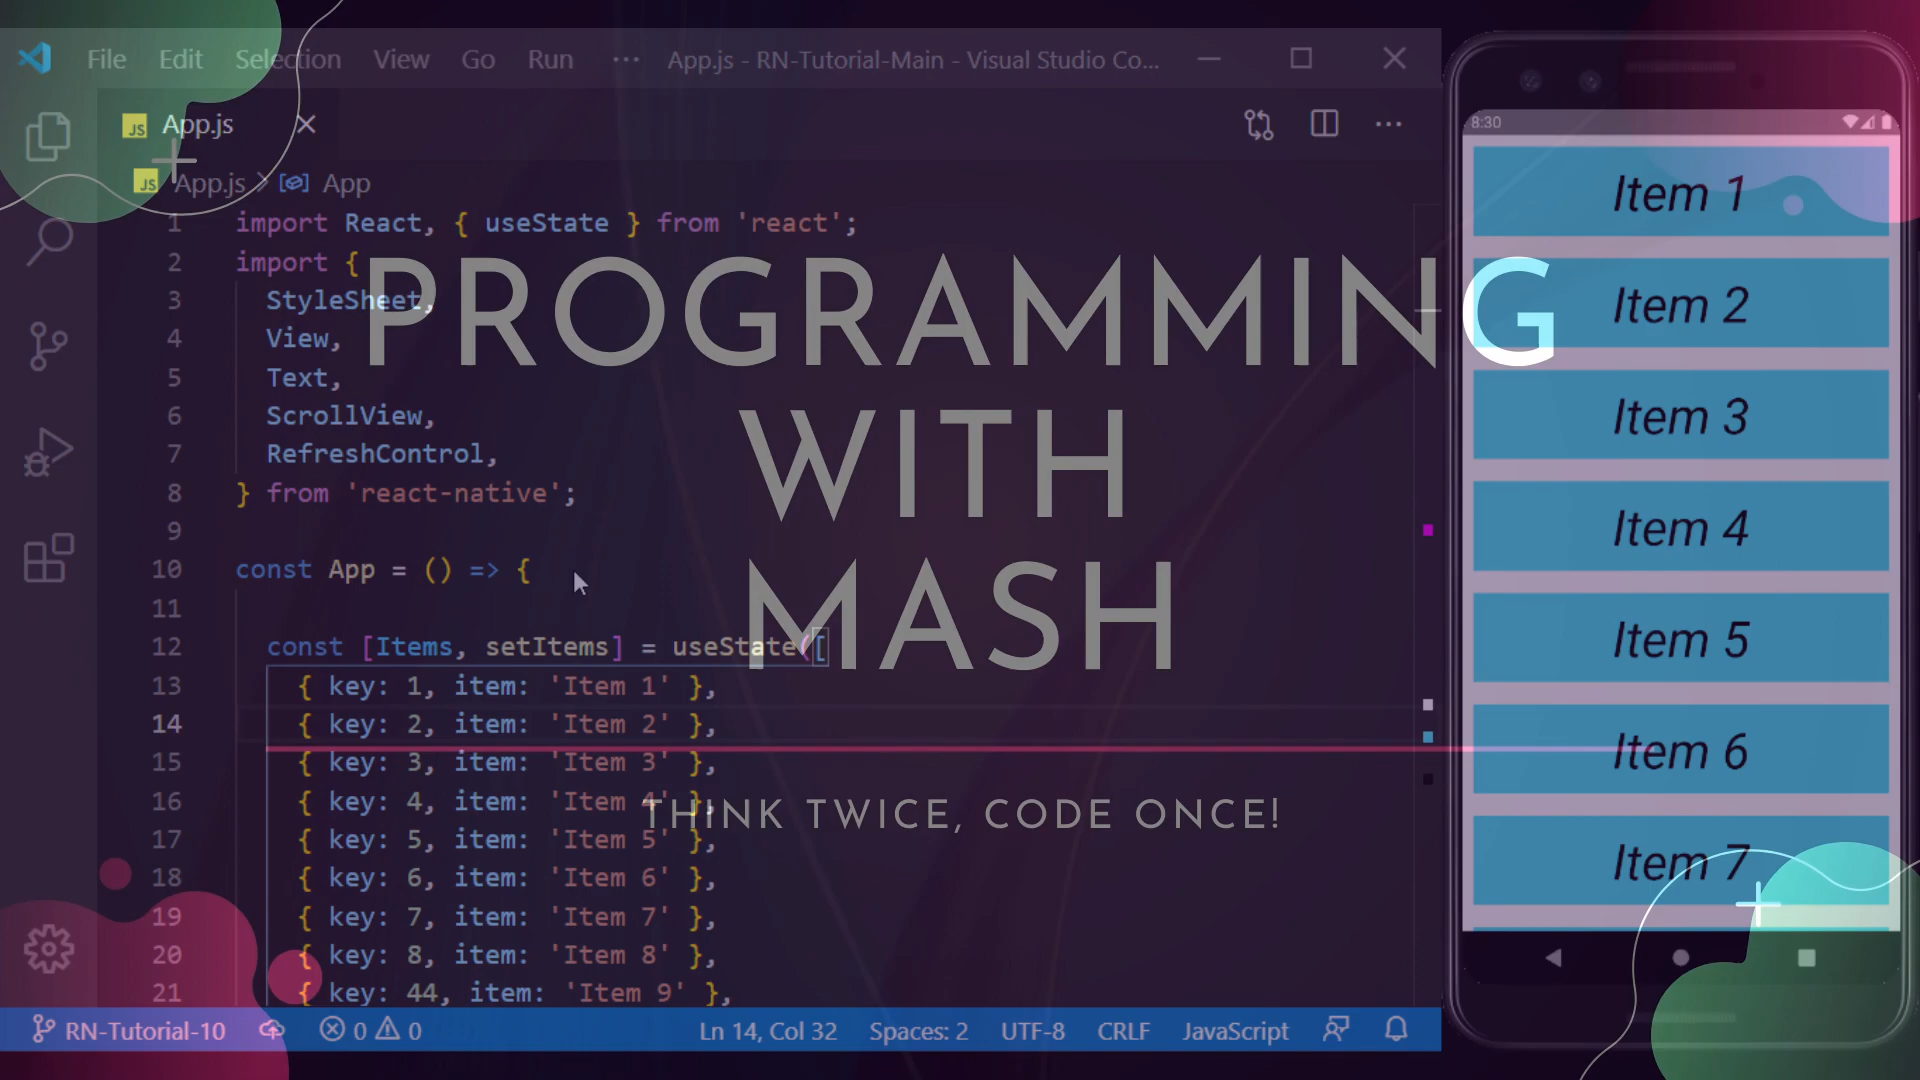 File Edit Selection View Go Run ··· App.js - RN-Tutorial-Main - Visual Studio Co...
JS App.js
JS App.js > App
1 import React, { useState } from 'react';
2 import {
3 StyleSheet,
4 View,
5 Text,
6 ScrollView,
7 RefreshControl,
8 } from 'react-native';
9
10 const App = () => {
11
12 const [Items, setItems] = useState([
13 { key: 1, item: 'Item 1' },
14 { key: 2, item: 'Item 2' },
15 { key: 3, item: 'Item 3' },
16 { key: 4, item: 'Item 4' },
17 { key: 5, item: 'Item 5' },
18 { key: 6, item: 'Item 6' },
19 { key: 7, item: 'Item 7' },
20 { key: 8, item: 'Item 8' },
21 { key: 44, item: 'Item 9' },
RN-Tutorial-10 0 0 Ln 14, Col 32 Spaces: 2 UTF-8 CRLF JavaScript
PROGRAMMING
WITH
MASH
THINK TWICE, CODE ONCE!
8:30
Item 1
Item 2
Item 3
Item 4
Item 5
Item 6
Item 7